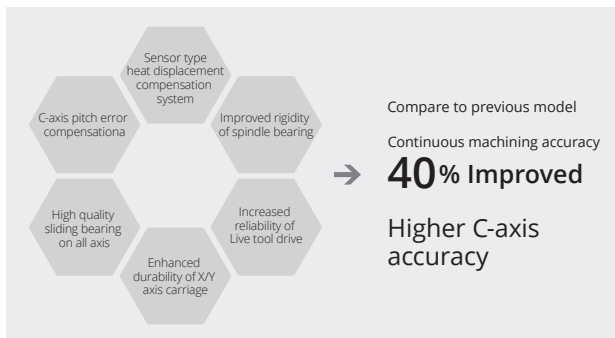 Sensor type
heat displacement
compensation
system
C-axis pitch error
compensationa
Improved rigidity
of spindle bearing
High quality
sliding bearing
on all axis
Increased
reliability of
Live tool drive
Enhanced
durability of X/Y
axis carriage
Compare to previous model
Continuous machining accuracy
40% Improved
Higher C-axis
accuracy